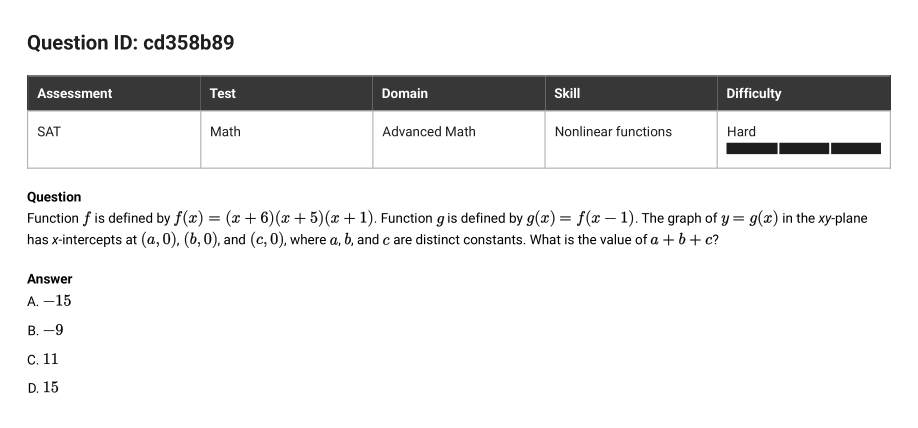 Question ID: cd358b89
Assessment Test Domain Skill Difficulty
SAT Math Advanced Math Nonlinear functions Hard
Question
Function f is defined by f(x) = (x + 6)(x + 5)(x + 1). Function g is defined by g(x) = f(x − 1). The graph of y = g(x) in the xy-plane
has x-intercepts at (a, 0), (b, 0), and (c, 0), where a, b, and c are distinct constants. What is the value of a + b + c?
Answer
A. −15
B. −9
C. 11
D. 15